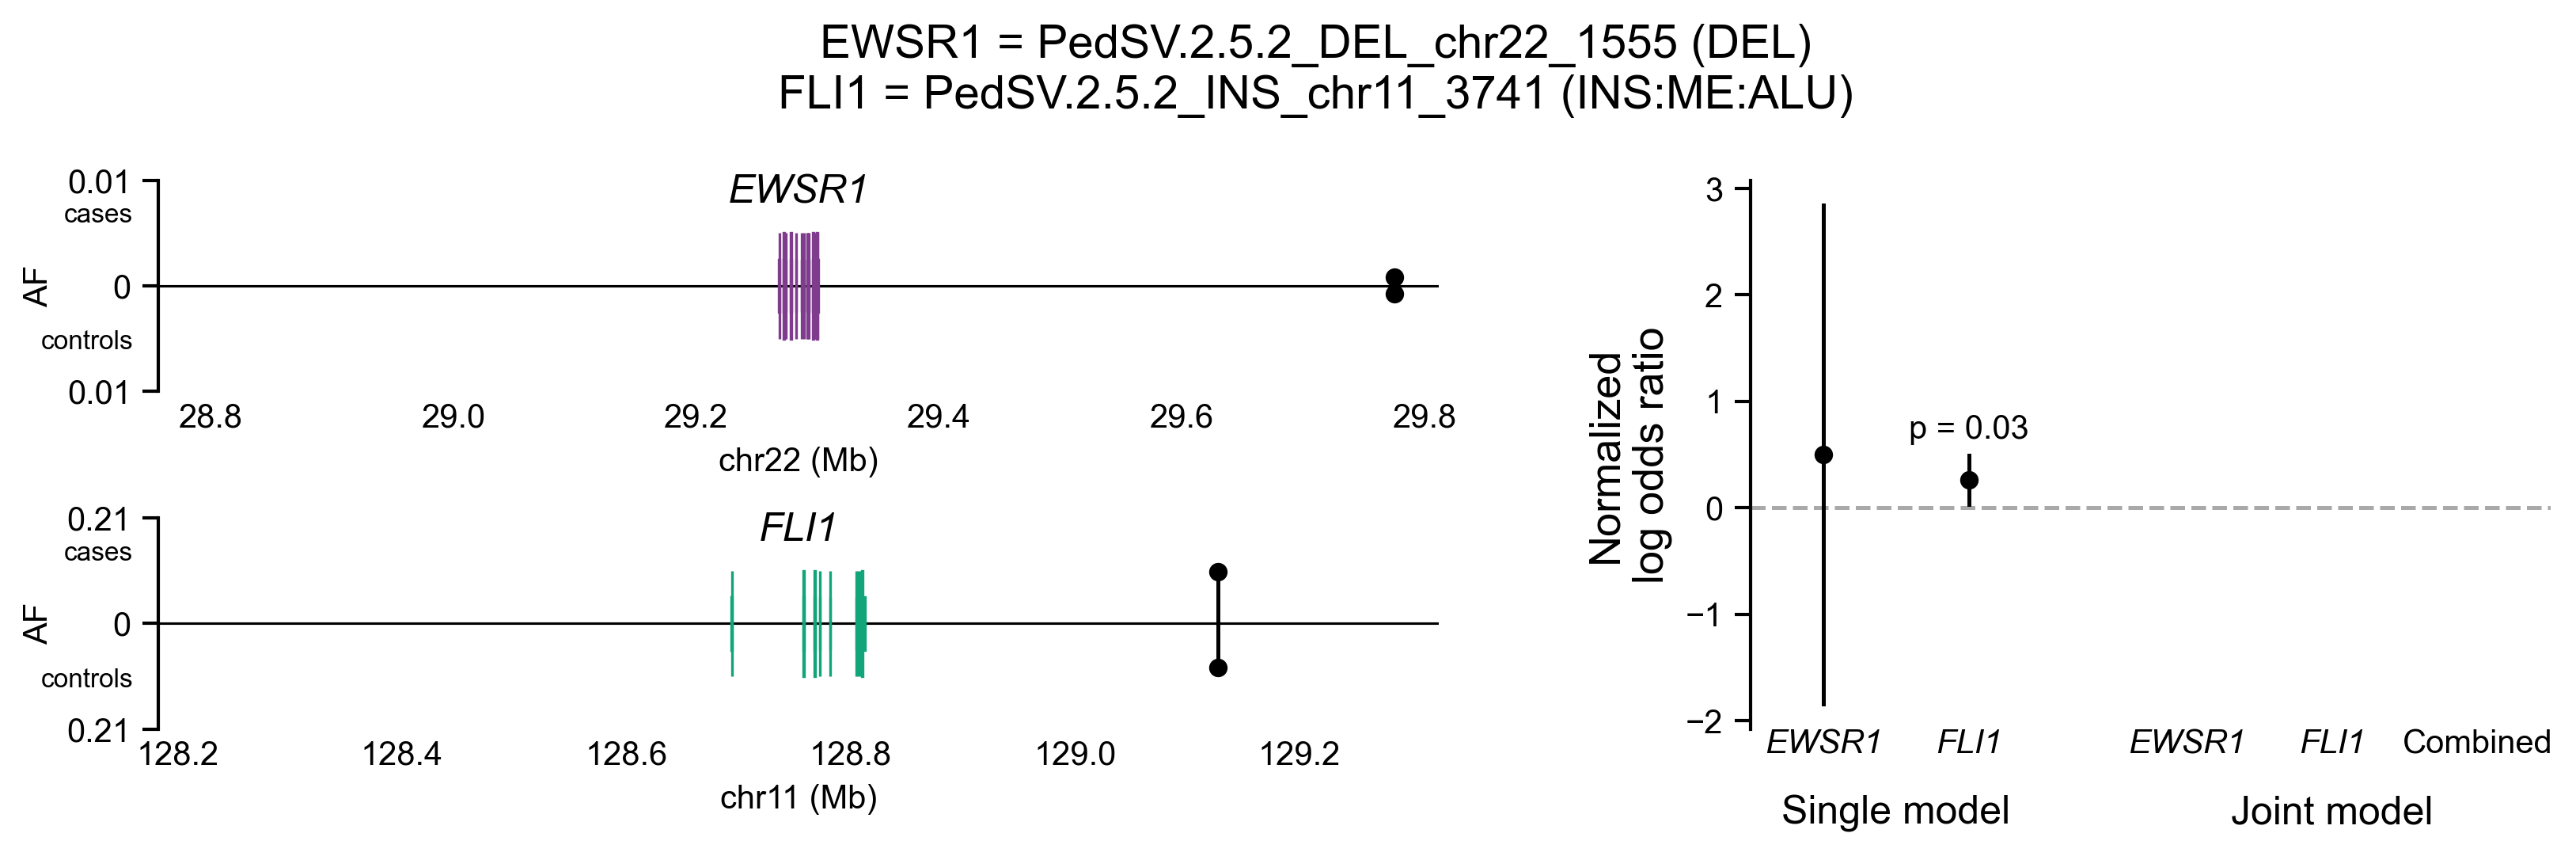 EWSR1 = PedSV.2.5.2_DEL_chr22_1555 (DEL)
FLI1 = PedSV.2.5.2_INS_chr11_3741 (INS:ME:ALU)
EWSR1
0.01
cases
AF
0
controls
0.01
28.8 29.0 29.2 29.4 29.6 29.8
chr22 (Mb)
FLI1
0.21
cases
AF
0
controls
0.21
128.2 128.4 128.6 128.8 129.0 129.2
chr11 (Mb)
Normalized
log odds ratio
3
2
1
0
−1
−2
p = 0.03
EWSR1 FLI1 EWSR1 FLI1 Combined
Single model Joint model